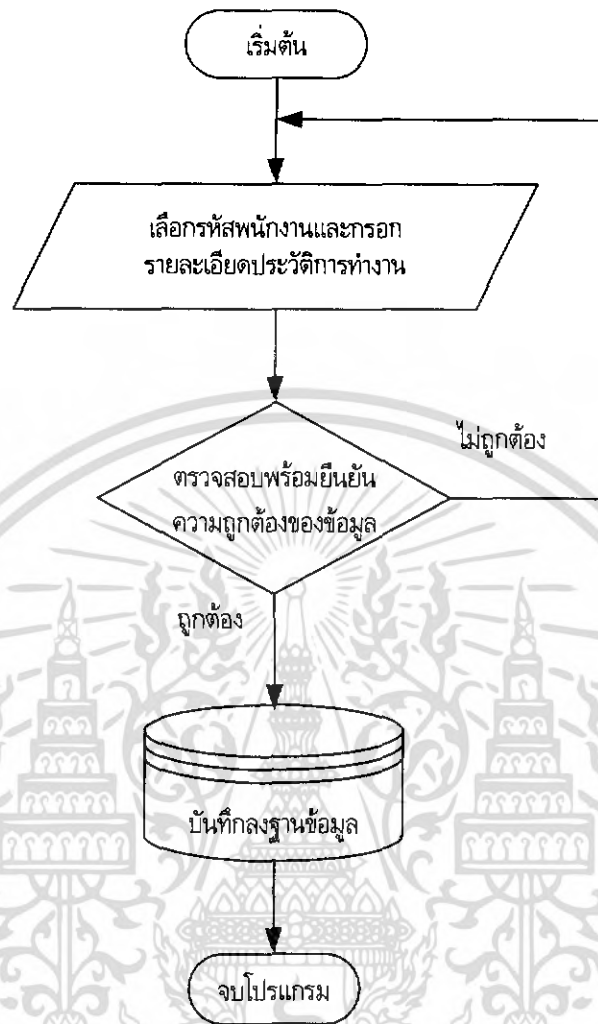 เริ่มต้น
เลือกรหัสพนักงานและกรอก
รายละเอียดประวัติการทำงาน
ไม่ถูกต้อง
ตรวจสอบพร้อมยืนยัน
ความถูกต้องของข้อมูล
ถูกต้อง
บันทึกลงฐานข้อมูล
จบโปรแกรม